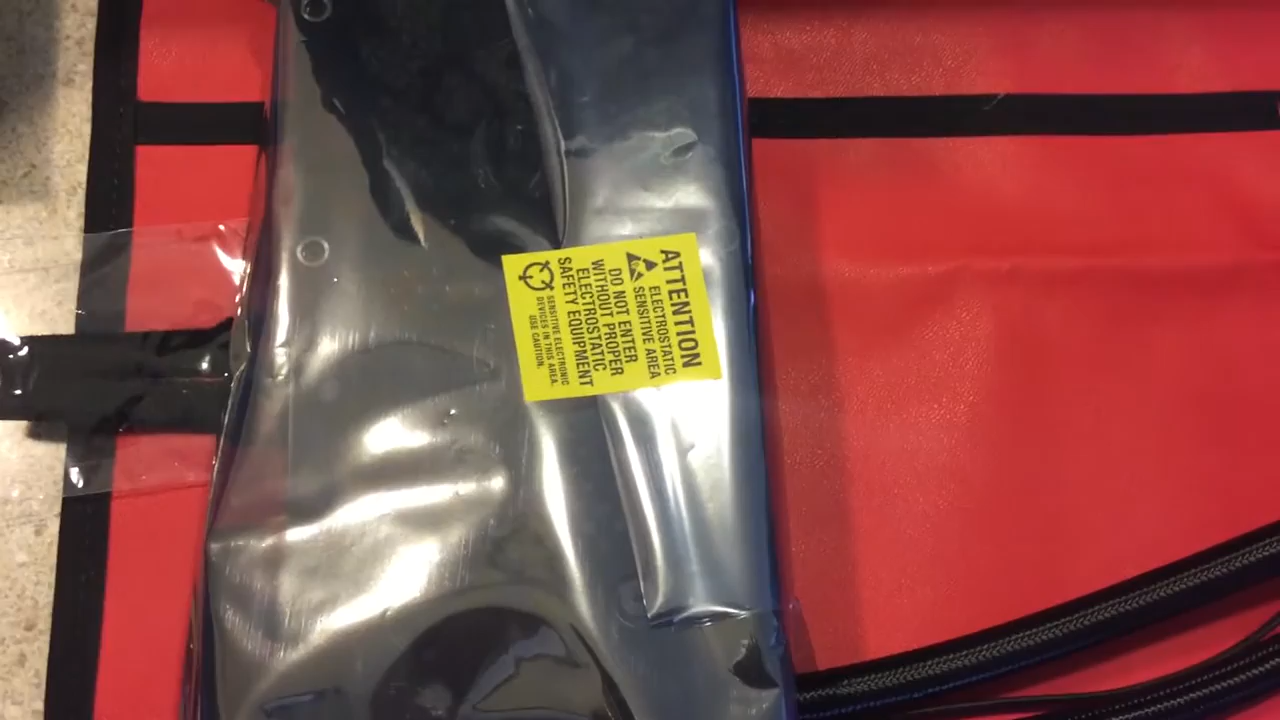 ATTENTION
ELECTROSTATIC
SENSITIVE AREA
DO NOT ENTER
WITHOUT PROPER
ELECTROSTATIC
SAFETY EQUIPMENT
SENSITIVE ELECTRONIC
DEVICES IN THIS AREA.
USE CAUTION.